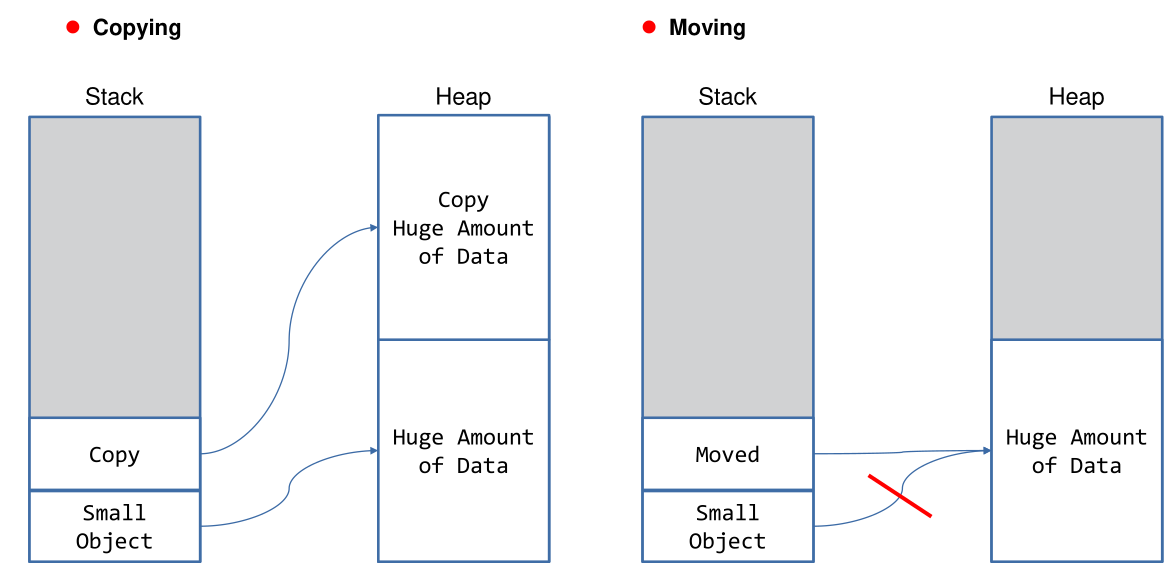 Copying
Stack
Heap
Copy
Huge Amount
of Data
Huge Amount
of Data
Copy
Small
Object
Moving
Stack
Heap
Huge Amount
of Data
Moved
Small
Object